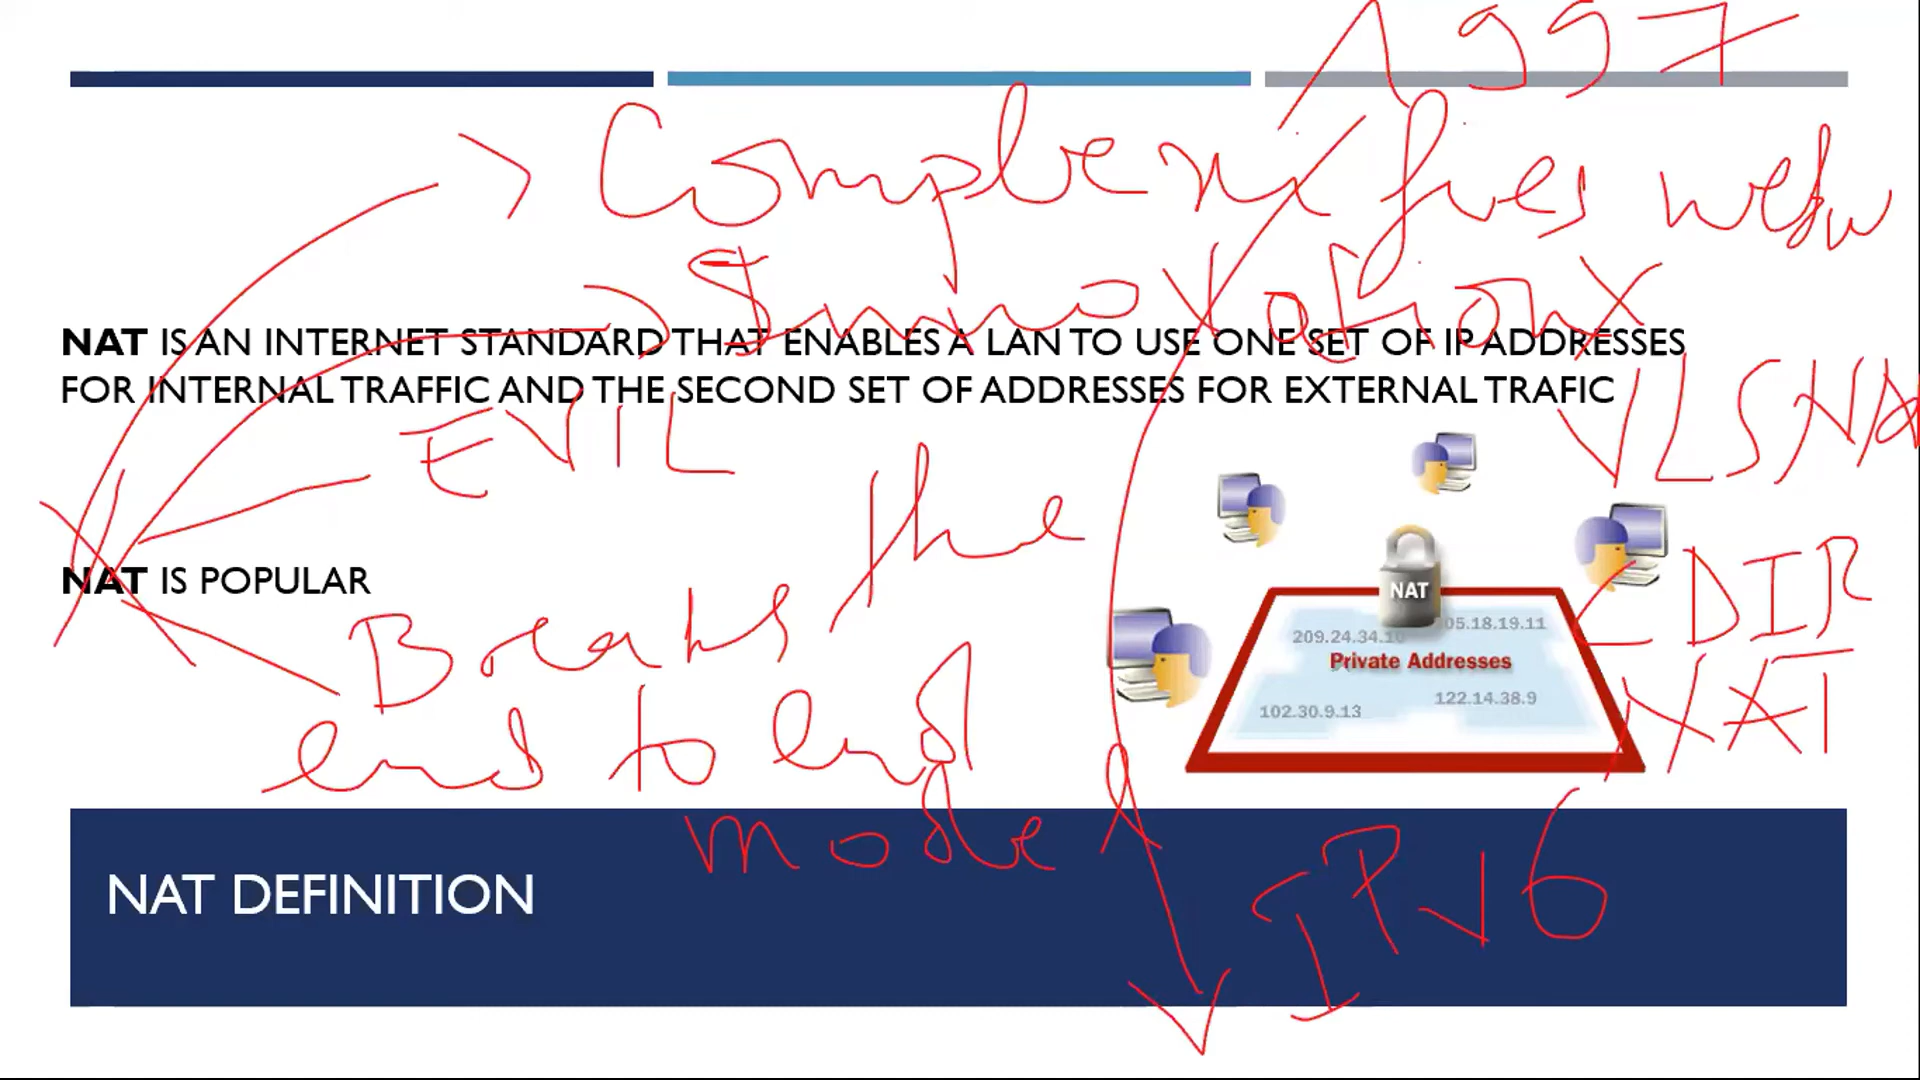 1997
Complexifies netw
Innovation
NAT IS AN INTERNET STANDARD THAT ENABLES A LAN TO USE ONE SET OF IP ADDRESSES
FOR INTERNAL TRAFFIC AND THE SECOND SET OF ADDRESSES FOR EXTERNAL TRAFIC
EVIL
VLSM
NAT IS POPULAR
Breaks the
end to end
model
CDIR
NAT
NAT
209.24.34.10
05.18.19.11
Private Addresses
102.30.9.13
122.14.38.9
IPv6
NAT DEFINITION